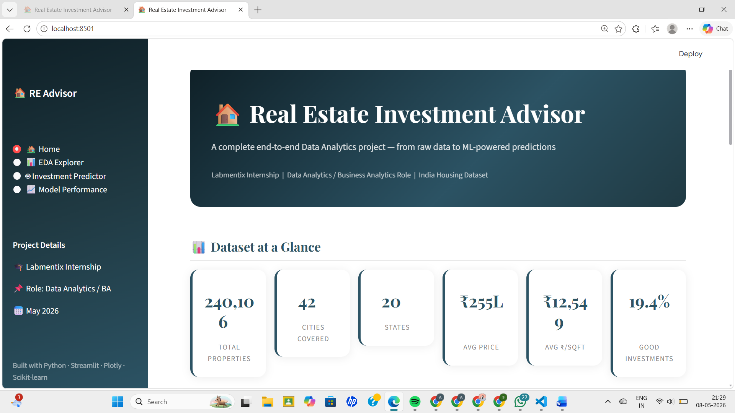 Real Estate Investment Advisor
Real Estate Investment Advisor
localhost:8501
Chat
Deploy
RE Advisor
Home
EDA Explorer
Investment Predictor
Model Performance
Project Details
Labmentix Internship
Role: Data Analytics / BA
May 2026
Built with Python · Streamlit · Plotly ·
Scikit-learn
Real Estate Investment Advisor
A complete end-to-end Data Analytics project — from raw data to ML-powered predictions
Labmentix Internship | Data Analytics / Business Analytics Role | India Housing Dataset
Dataset at a Glance
240,10
6
TOTAL
PROPERTIES
42
CITIES
COVERED
20
STATES
₹255L
AVG PRICE
₹12,54
9
AVG ₹/SQFT
19.4%
GOOD
INVESTMENTS
Search
ENG
IN
21:29
03-05-2026